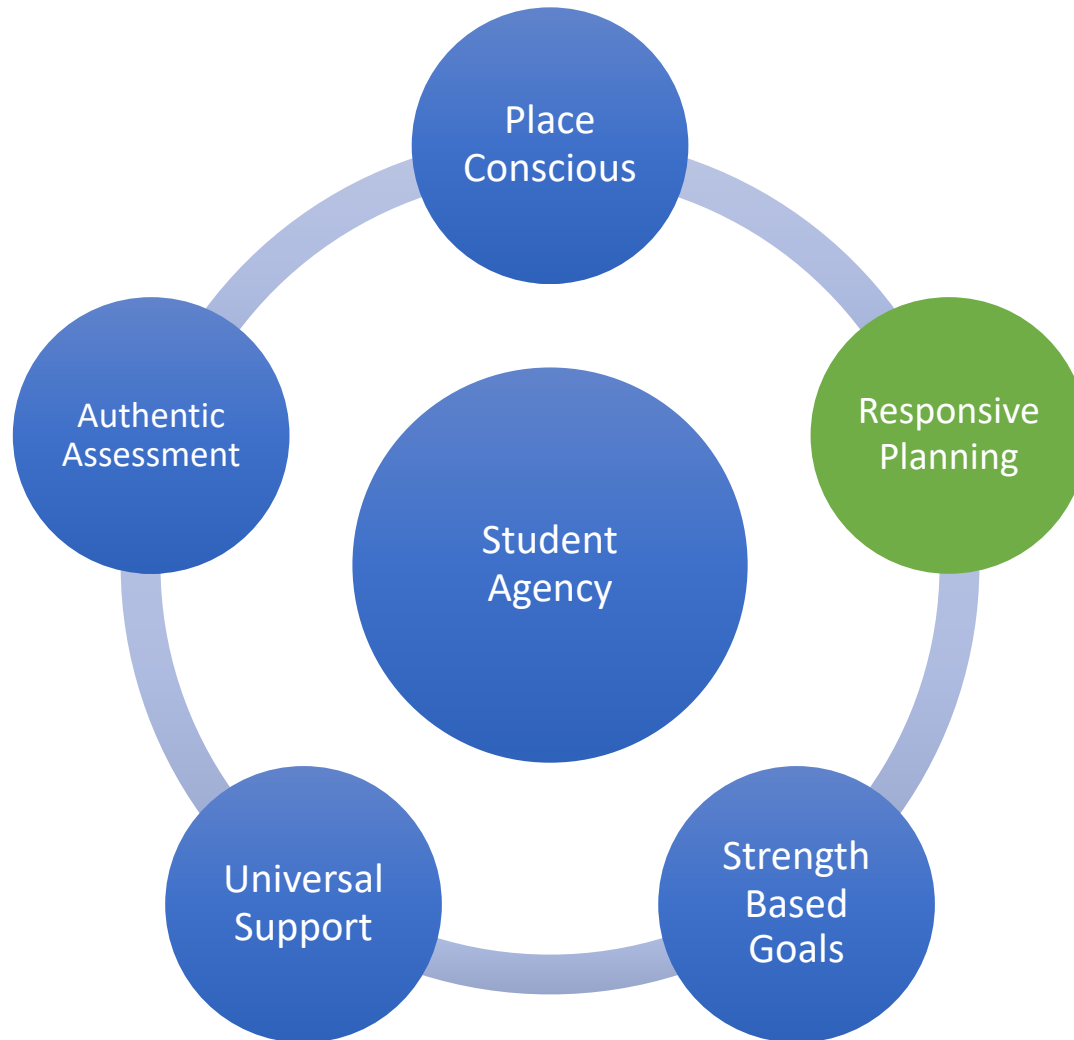 Place
Conscious
Responsive
Planning
Strength
Based
Goals
Universal
Support
Authentic
Assessment
Student
Agency